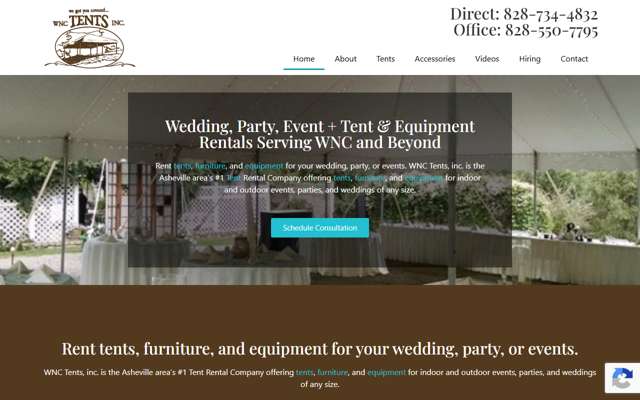 we got you covered...
WNC TENTS INC.
Direct: 828-734-4832
Office: 828-550-7795
Home About Tents Accessories Videos Hiring Contact
Wedding, Party, Event + Tent & Equipment
Rentals Serving WNC and Beyond
Rent tents, furniture, and equipment for your wedding, party, or events. WNC Tents, inc. is the
Asheville area's #1 Tent Rental Company offering tents, furniture, and equipment for indoor
and outdoor events, parties, and weddings of any size.
Schedule Consultation
Rent tents, furniture, and equipment for your wedding, party, or events.
WNC Tents, inc. is the Asheville area's #1 Tent Rental Company offering tents, furniture, and equipment for indoor and outdoor events, parties, and weddings
of any size.